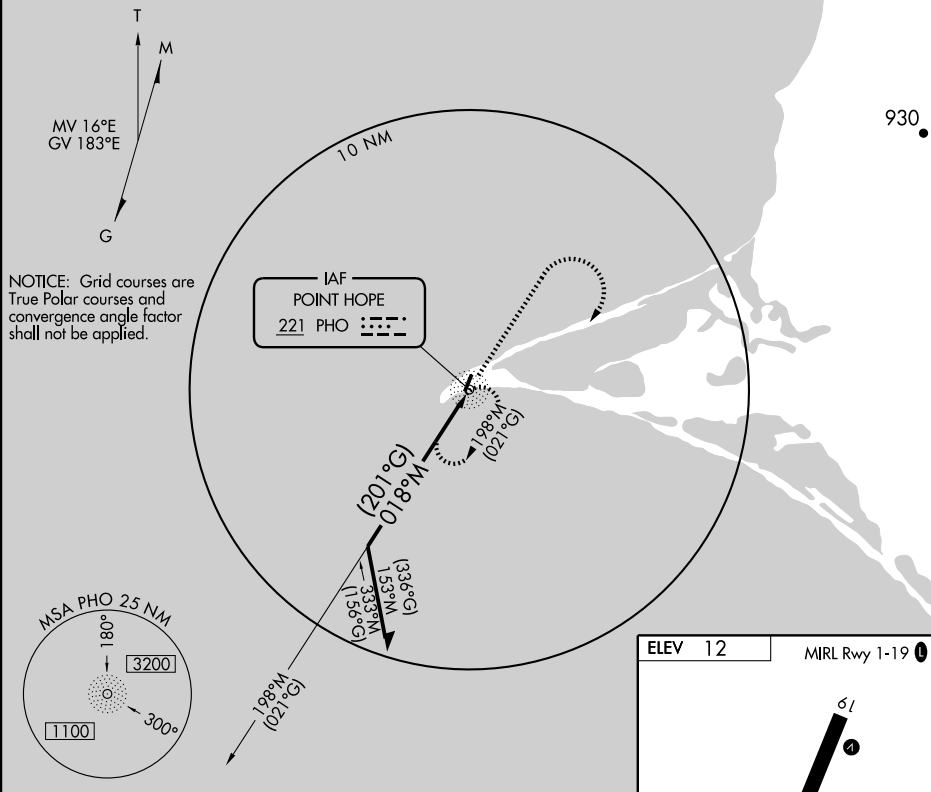 T
M
MV 16°E
GV 183°E
G
NOTICE: Grid courses are
True Polar courses and
convergence angle factor
shall not be applied.
10 NM
930
IAF
POINT HOPE
221 PHO
198°M
(021°G)
(201°G)
018°M
(336°G)
153°M
333°M
(156°G)
198°M
(021°G)
MSA PHO 25 NM
180°
3200
1100
300°
ELEV 12
MIRL Rwy 1-19 L
19
V